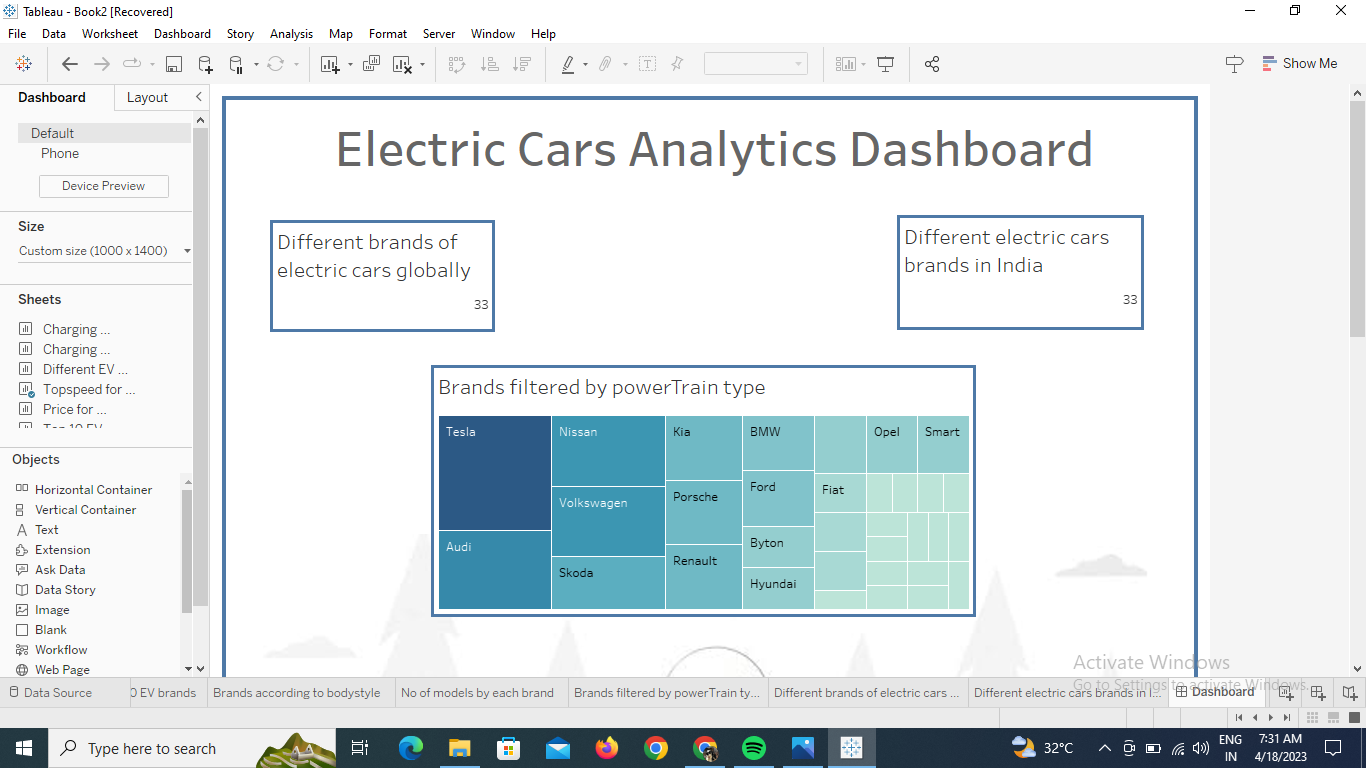 Tableau - Book2 [Recovered]
File Data Worksheet Dashboard Story Analysis Map Format Server Window Help
Show Me
Dashboard Layout
Default
Phone
Device Preview
Size
Custom size (1000 x 1400)
Sheets
Charging ...
Charging ...
Different EV ...
Topspeed for ...
Price for ...
Top 10 EV
Objects
Horizontal Container
Vertical Container
Text
Extension
Ask Data
Data Story
Image
Blank
Workflow
Web Page
Electric Cars Analytics Dashboard
Different brands of
electric cars globally
33
Different electric cars
brands in India
33
Brands filtered by powerTrain type
Tesla
Audi
Nissan
Volkswagen
Skoda
Kia
Porsche
Renault
BMW
Ford
Byton
Hyundai
Fiat
Opel
Smart
Activate Windows
Go to Settings to activate Windows.
Data Source 0 EV brands Brands according to bodystyle No of models by each brand Brands filtered by powerTrain ty... Different brands of electric cars ... Different electric cars brands in I... Dashboard
Type here to search
32°C
ENG
IN
7:31 AM
4/18/2023